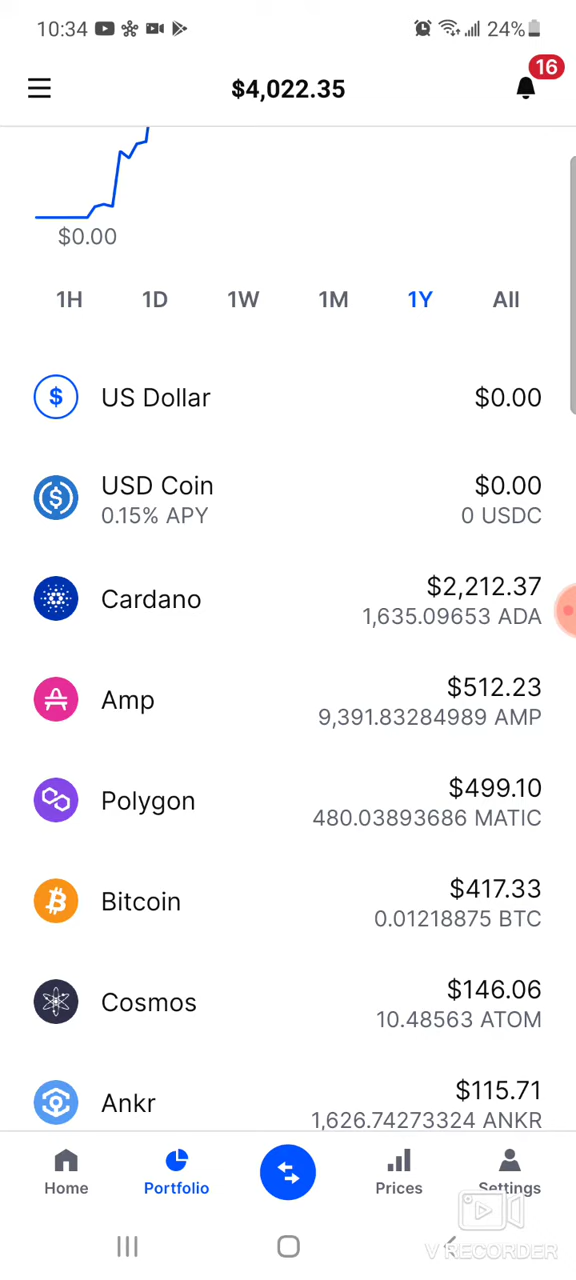 10:34 24%
16
$4,022.35
$0.00
1H 1D 1W 1M 1Y All
US Dollar $0.00
USD Coin $0.00
0.15% APY 0 USDC
Cardano $2,212.37
1,635.09653 ADA
Amp $512.23
9,391.83284989 AMP
Polygon $499.10
480.03893686 MATIC
Bitcoin $417.33
0.01218875 BTC
Cosmos $146.06
10.48563 ATOM
Ankr $115.71
1,626.74273324 ANKR
Home Portfolio Prices Settings
V RECORDER